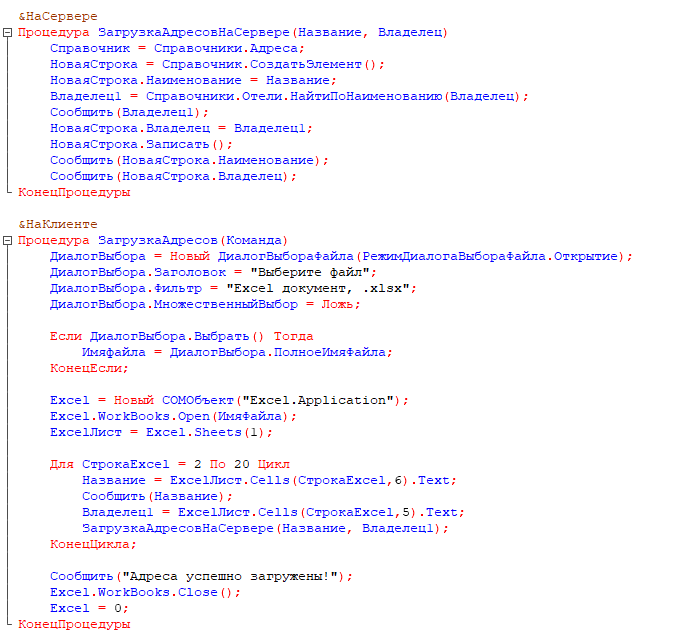 &НаСервере
Процедура ЗагрузкаАдресовНаСервере(Название, Владелец)
Справочник = Справочники.Адреса;
НоваяСтрока = Справочник.СоздатьЭлемент();
НоваяСтрока.Наименование = Название;
Владелец1 = Справочники.Отели.НайтиПоНаименованию(Владелец);
Сообщить(Владелец1);
НоваяСтрока.Владелец = Владелец1;
НоваяСтрока.Записать();
Сообщить(НоваяСтрока.Наименование);
Сообщить(НоваяСтрока.Владелец);
КонецПроцедуры
&НаКлиенте
Процедура ЗагрузкаАдресов(Команда)
ДиалогВыбора = Новый ДиалогВыбораФайла(РежимДиалогаВыбораФайла.Открытие);
ДиалогВыбора.Заголовок = "Выберите файл";
ДиалогВыбора.Фильтр = "Excel документ, .xlsx";
ДиалогВыбора.МножественныйВыбор = Ложь;
Если ДиалогВыбора.Выбрать() Тогда
ИмяФайла = ДиалогВыбора.ПолноеИмяФайла;
КонецЕсли;
Excel = Новый COMОбъект("Excel.Application");
Excel.WorkBooks.Open(ИмяФайла);
ExcelЛист = Excel.Sheets(1);
Для СтрокаExcel = 2 По 20 Цикл
Название = ExcelЛист.Cells(СтрокаExcel,6).Text;
Сообщить(Название);
Владелец1 = ExcelЛист.Cells(СтрокаExcel,5).Text;
ЗагрузкаАдресовНаСервере(Название, Владелец1);
КонецЦикла;
Сообщить("Адреса успешно загружены!");
Excel.WorkBooks.Close();
Excel = 0;
КонецПроцедуры